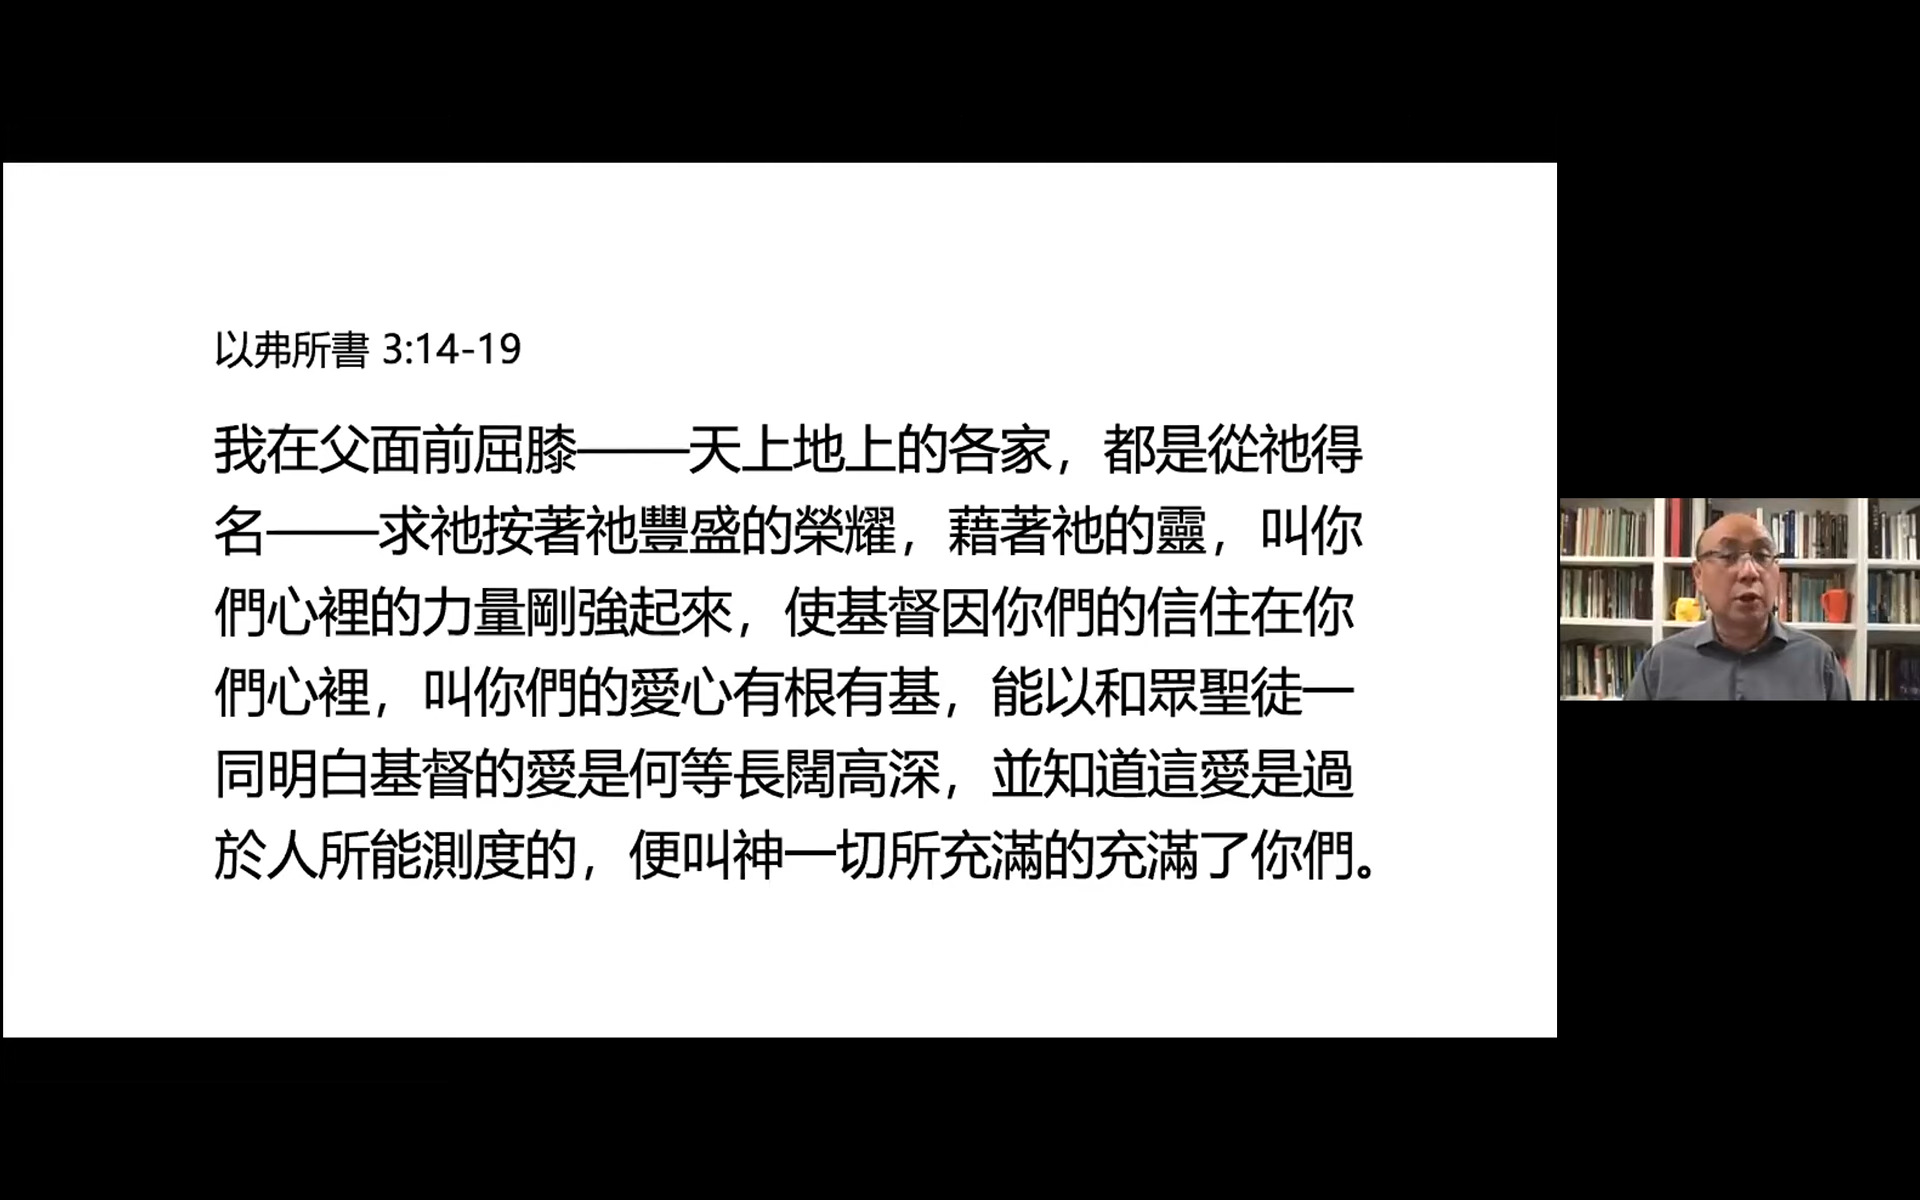 以弗所書 3:14-19
我在父面前屈膝——天上地上的各家，都是從祂得
名——求祂按著祂豐盛的榮耀，藉著祂的靈，叫你
們心裡的力量剛強起來，使基督因你們的信住在你
們心裡，叫你們的愛心有根有基，能以和眾聖徒一
同明白基督的愛是何等長闊高深，並知道這愛是過
於人所能測度的，便叫神一切所充滿的充滿了你們。